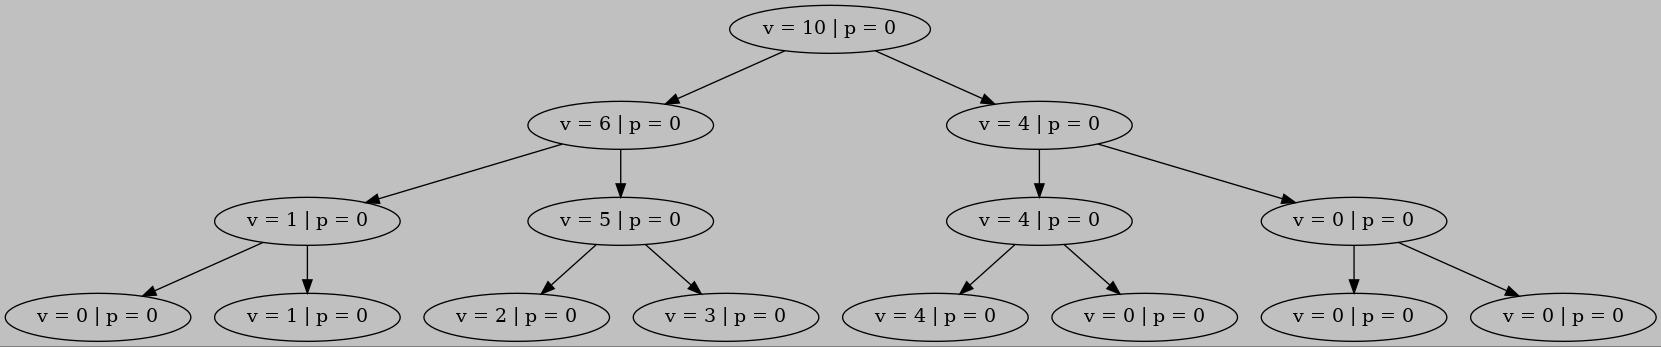 v = 10 | p = 0
v = 6 | p = 0
v = 4 | p = 0
v = 1 | p = 0
v = 5 | p = 0
v = 4 | p = 0
v = 0 | p = 0
v = 0 | p = 0
v = 1 | p = 0
v = 2 | p = 0
v = 3 | p = 0
v = 4 | p = 0
v = 0 | p = 0
v = 0 | p = 0
v = 0 | p = 0